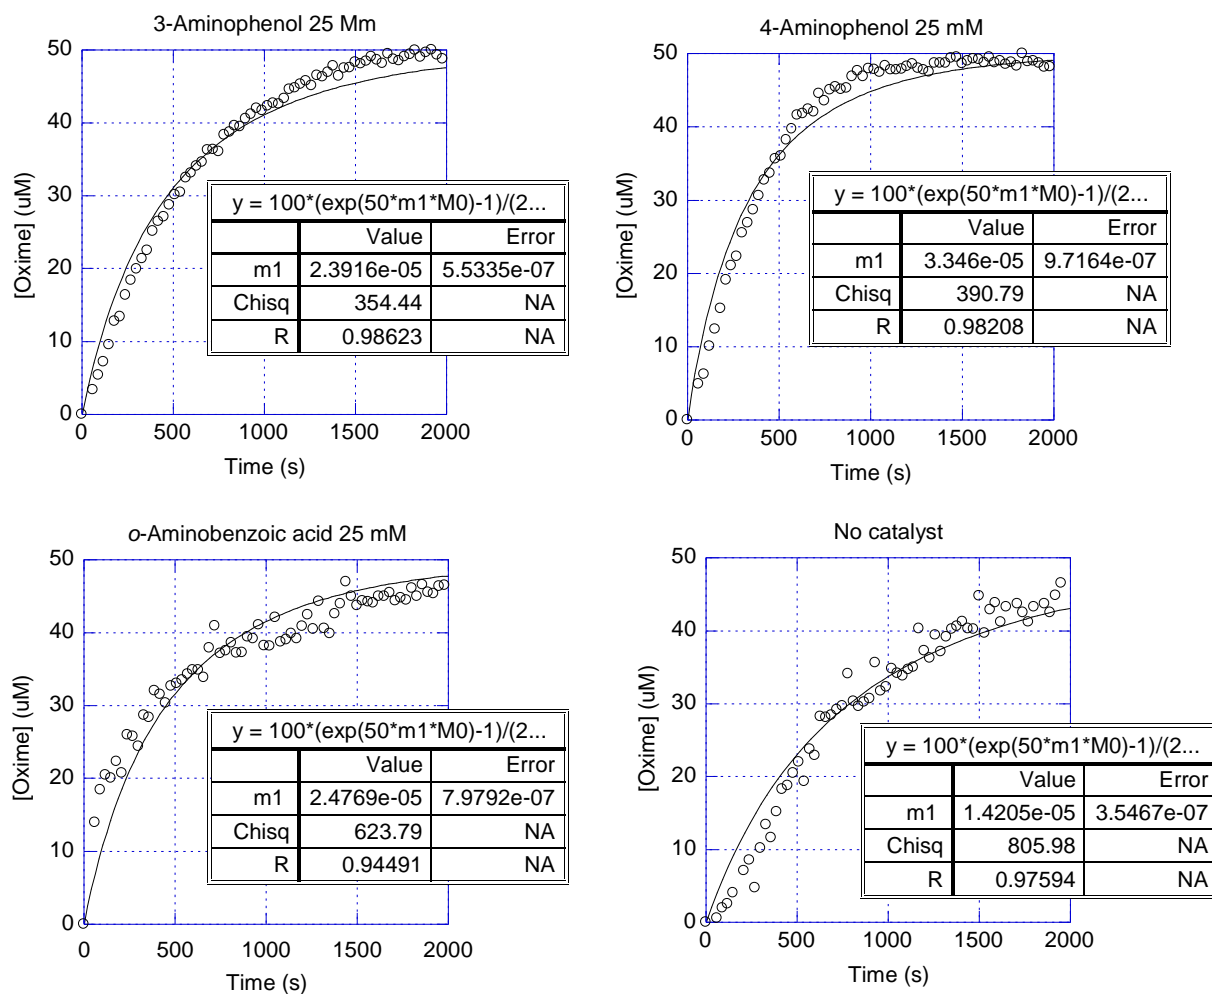 3-Aminophenol 25 Mm
[Oxime] (uM)
50
40
30
20
10
0
0 500 1000 1500 2000
Time (s)
y = 100*(exp(50*m1*M0)-1)/(2...
Value Error
m1 2.3916e-05 5.5335e-07
Chisq 354.44 NA
R 0.98623 NA
4-Aminophenol 25 mM
[Oxime] (uM)
50
40
30
20
10
0
0 500 1000 1500 2000
Time (s)
y = 100*(exp(50*m1*M0)-1)/(2...
Value Error
m1 3.346e-05 9.7164e-07
Chisq 390.79 NA
R 0.98208 NA
o-Aminobenzoic acid 25 mM
[Oxime] (uM)
50
40
30
20
10
0
0 500 1000 1500 2000
Time (s)
y = 100*(exp(50*m1*M0)-1)/(2...
Value Error
m1 2.4769e-05 7.9792e-07
Chisq 623.79 NA
R 0.94491 NA
No catalyst
[Oxime] (uM)
50
40
30
20
10
0
0 500 1000 1500 2000
Time (s)
y = 100*(exp(50*m1*M0)-1)/(2...
Value Error
m1 1.4205e-05 3.5467e-07
Chisq 805.98 NA
R 0.97594 NA